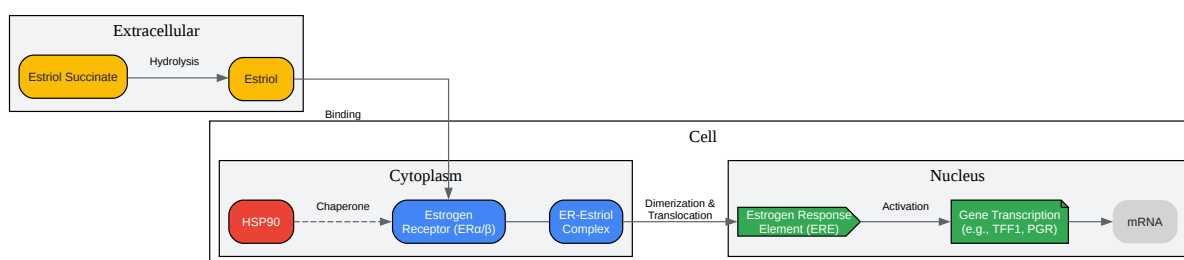 Extracellular
Hydrolysis
Estriol Succinate
Estriol
Binding
Cell
Cytoplasm
Nucleus
HSP90
Chaperone
Estrogen
Receptor (ERα/β)
ER-Estriol
Complex
Dimerization &
Translocation
Estrogen Response
Element (ERE)
Activation
Gene Transcription
(e.g., TFF1, PGR)
mRNA